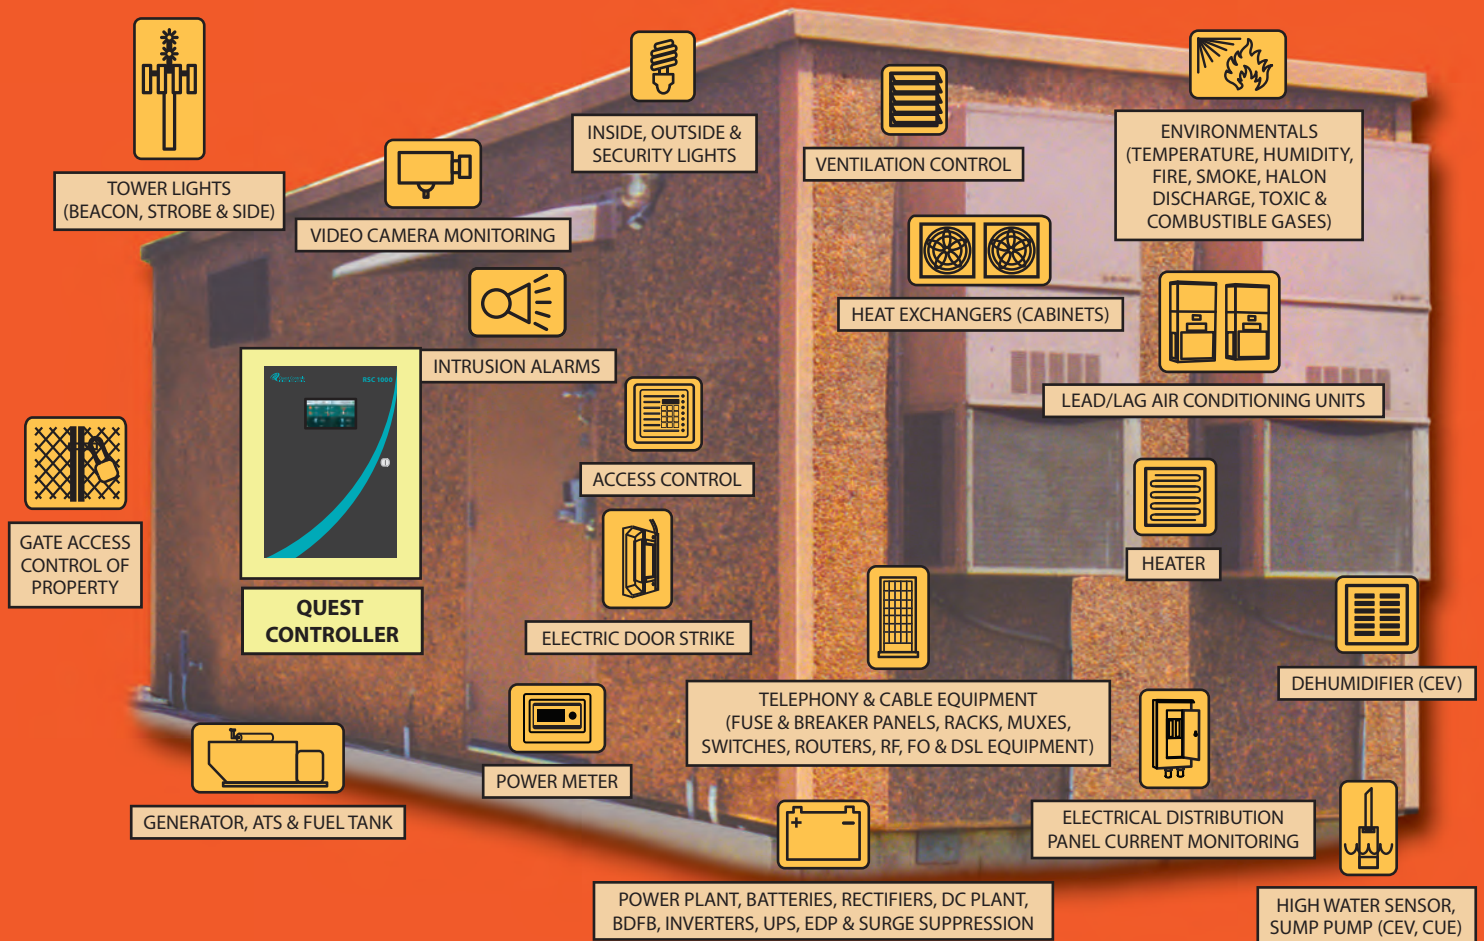 TOWER LIGHTS
(BEACON, STROBE & SIDE)
INSIDE, OUTSIDE &
SECURITY LIGHTS
VIDEO CAMERA MONITORING
VENTILATION CONTROL
ENVIRONMENTALS
(TEMPERATURE, HUMIDITY,
FIRE, SMOKE, HALON
DISCHARGE, TOXIC &
COMBUSTIBLE GASES)
HEAT EXCHANGERS (CABINETS)
INTRUSION ALARMS
LEAD/LAG AIR CONDITIONING UNITS
RSC 1000
ACCESS CONTROL
GATE ACCESS
CONTROL OF
PROPERTY
HEATER
QUEST
CONTROLLER
ELECTRIC DOOR STRIKE
DEHUMIDIFIER (CEV)
TELEPHONY & CABLE EQUIPMENT
(FUSE & BREAKER PANELS, RACKS, MUXES,
SWITCHES, ROUTERS, RF, FO & DSL EQUIPMENT)
POWER METER
GENERATOR, ATS & FUEL TANK
+ −
ELECTRICAL DISTRIBUTION
PANEL CURRENT MONITORING
POWER PLANT, BATTERIES, RECTIFIERS, DC PLANT,
BDFB, INVERTERS, UPS, EDP & SURGE SUPPRESSION
HIGH WATER SENSOR,
SUMP PUMP (CEV, CUE)